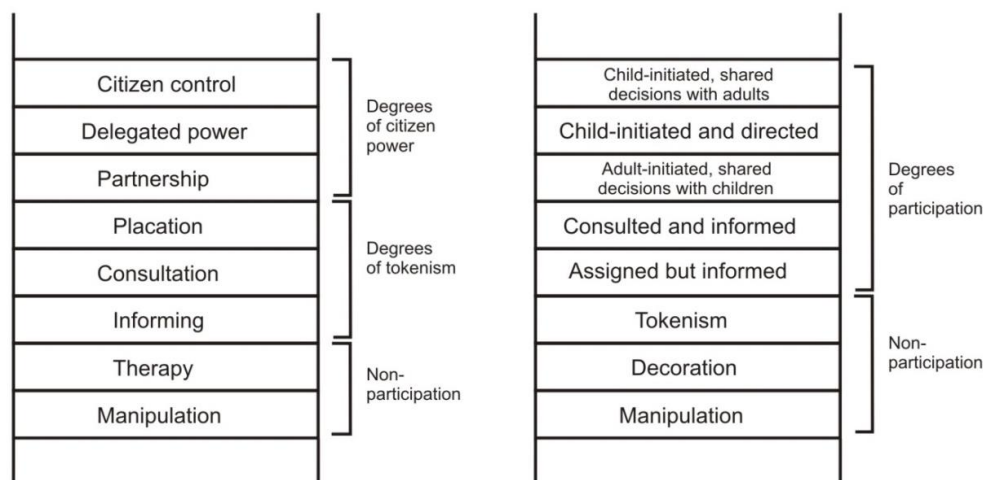 Citizen control
Delegated power
Partnership
Placation
Consultation
Informing
Therapy
Manipulation
Degrees
of citizen
power
Degrees
of tokenism
Non-
participation
Child-initiated, shared
decisions with adults
Child-initiated and directed
Adult-initiated, shared
decisions with children
Consulted and informed
Assigned but informed
Tokenism
Decoration
Manipulation
Degrees
of
participation
Non-
participation